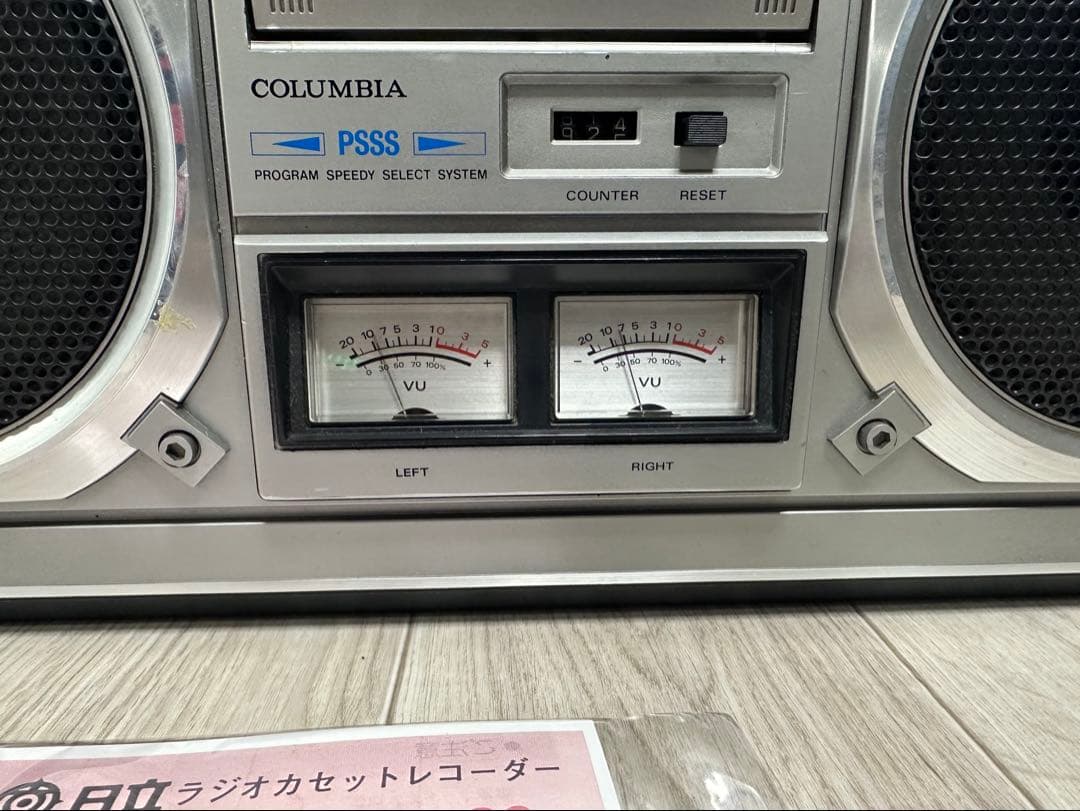 COLUMBIA
PSSS
PROGRAM SPEEDY SELECT SYSTEM
COUNTER RESET
20 10 7 5 3 1 0 3 5
- +
0 30 50 70 100%
VU
20 10 7 5 3 1 0 3 5
- +
0 30 50 70 100%
VU
LEFT
RIGHT
日立 ラジオカセットレコーダー